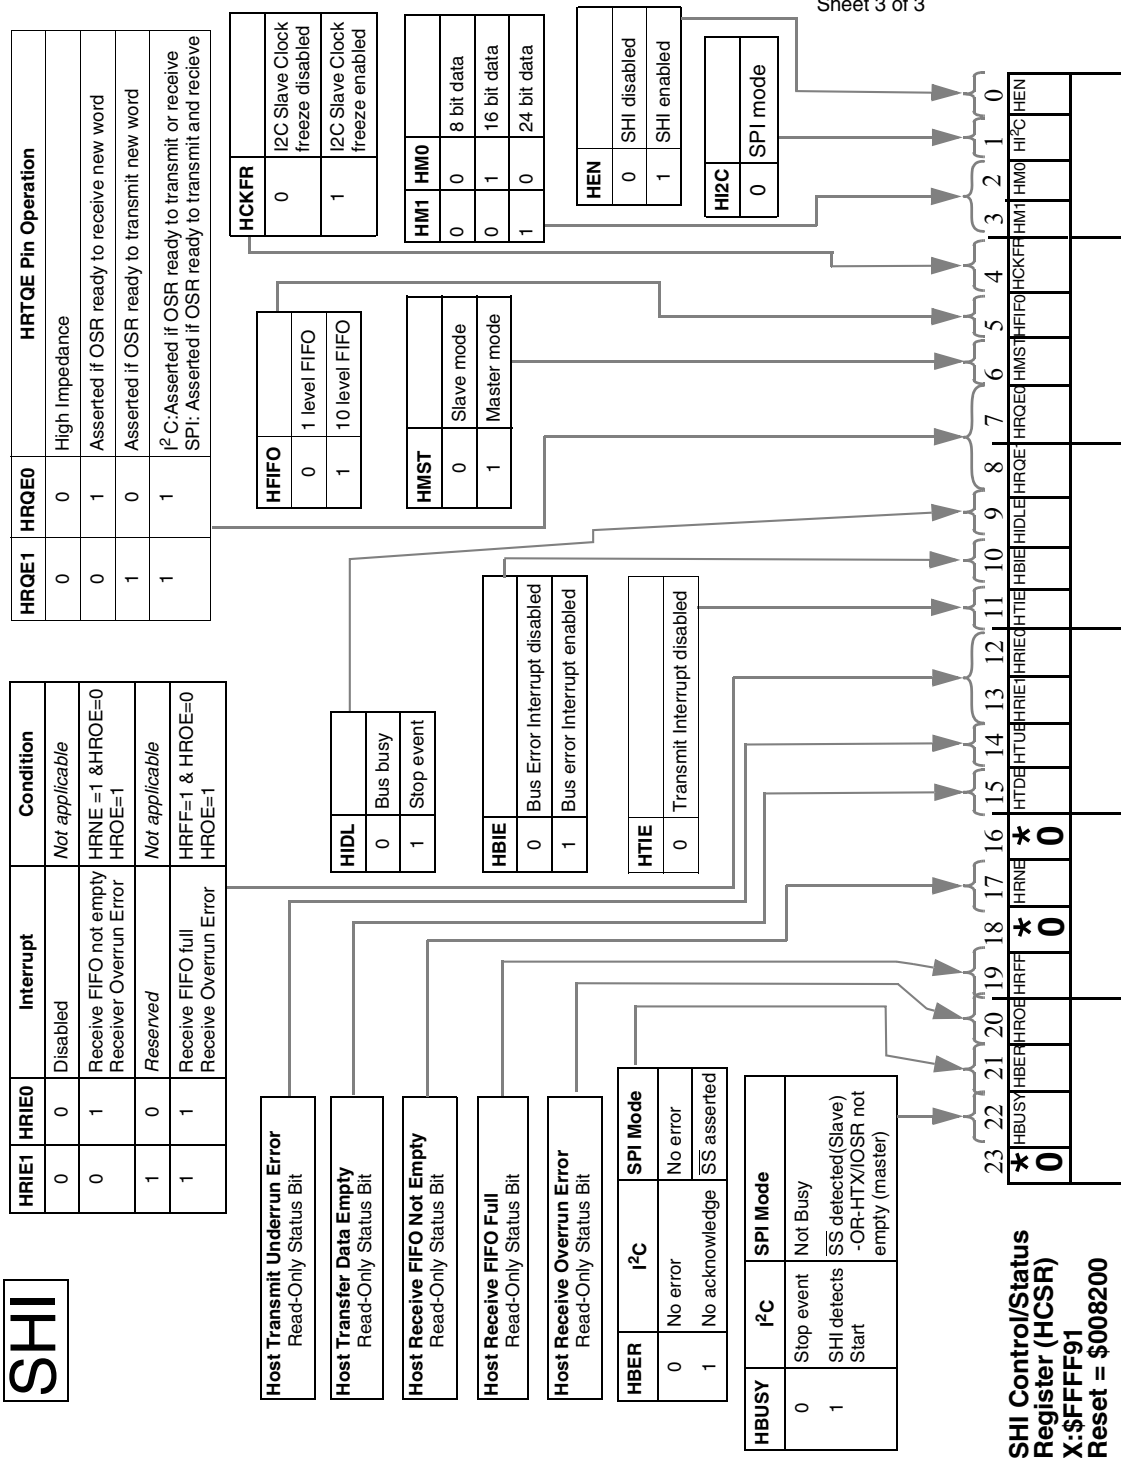 Sheet 3 of 3
SHI
HRIE1 HRIE0 Interrupt Condition
0 0 Disabled Not applicable
0 1 Receive FIFO not empty HRNE =1 &HROE=0
Receiver Overrun Error HROE=1
1 0 Reserved Not applicable
1 1 Receive FIFO full HRFF=1 & HROE=0
Receive Overrun Error HROE=1
HRQE1 HRQE0 HRTQE Pin Operation
0 0 High Impedance
0 1 Asserted if OSR ready to receive new word
1 0 Asserted if OSR ready to transmit new word
1 1 I2 C:Asserted if OSR ready to transmit or receive
SPI: Asserted if OSR ready to transmit and recieve
Host Transmit Underrun Error
Read-Only Status Bit
Host Transfer Data Empty
Read-Only Status Bit
Host Receive FIFO Not Empty
Read-Only Status Bit
Host Receive FIFO Full
Read-Only Status Bit
Host Receive Overrun Error
Read-Only Status Bit
HBER I2C SPI Mode
0 No error No error
1 No acknowledge SS asserted
HBUSY I2C SPI Mode
0 Stop event Not Busy
1 SHI detects SS detected(Slave)
Start -OR-HTX/IOSR not
empty (master)
HIDL
0 Bus busy
1 Stop event
HBIE
0 Bus Error Interrupt disabled
1 Bus error Interrupt enabled
HTIE
0 Transmit Interrupt disabled
HFIFO
0 1 level FIFO
1 10 level FIFO
HMST
0 Slave mode
1 Master mode
HCKFR
0 I2C Slave Clock
freeze disabled
1 I2C Slave Clock
freeze enabled
HM1 HM0
0 0 8 bit data
0 1 16 bit data
1 0 24 bit data
HEN
0 SHI disabled
1 SHI enabled
HI2C
0 SPI mode
23 22 21 20 19 18 17 16 15 14 13 12 11 10 9 8 7 6 5 4 3 2 1 0
* HBUSY HBER HROE HRFF * HRNE * HTDE HTUE HRIE1 HRIE0 HTIE HBIE HIDLE HRQE1 HRQE0 HMST HFIF0 HCKFR HM1 HM0 HI2C HEN
0 0 0
SHI Control/Status
Register (HCSR)
X:$FFFF91
Reset = $008200